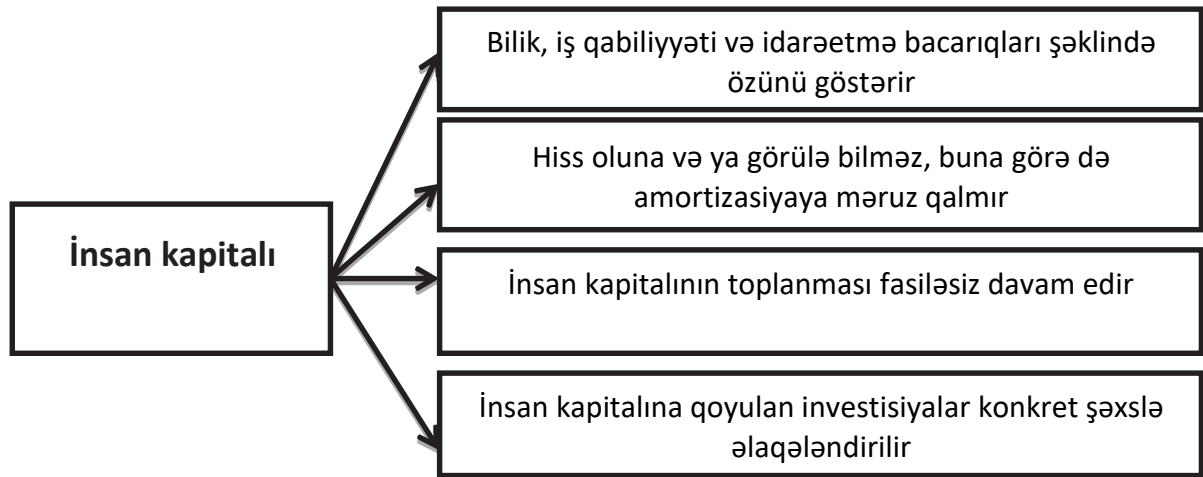 Bilik, iş qabiliyyəti və idarəetmə bacarıqları şəklində
özünü göstərir
Hiss oluna və ya görülə bilməz, buna görə də
amortizasiyaya məruz qalmır
İnsan kapitalı
İnsan kapitalının toplanması fasiləsiz davam edir
İnsan kapitalına qoyulan investisiyalar konkret şəxslə
əlaqələndirilir